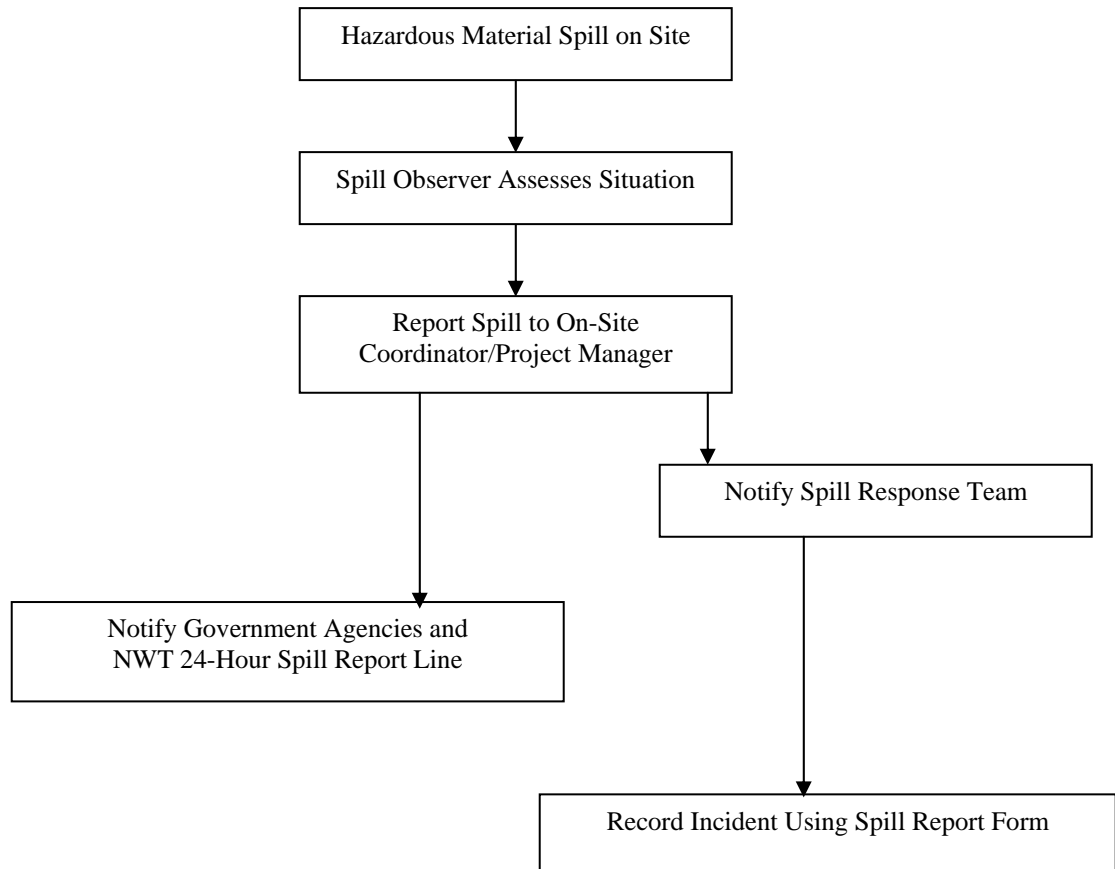 Hazardous Material Spill on Site
Spill Observer Assesses Situation
Report Spill to On-Site
Coordinator/Project Manager
Notify Spill Response Team
Notify Government Agencies and
NWT 24-Hour Spill Report Line
Record Incident Using Spill Report Form